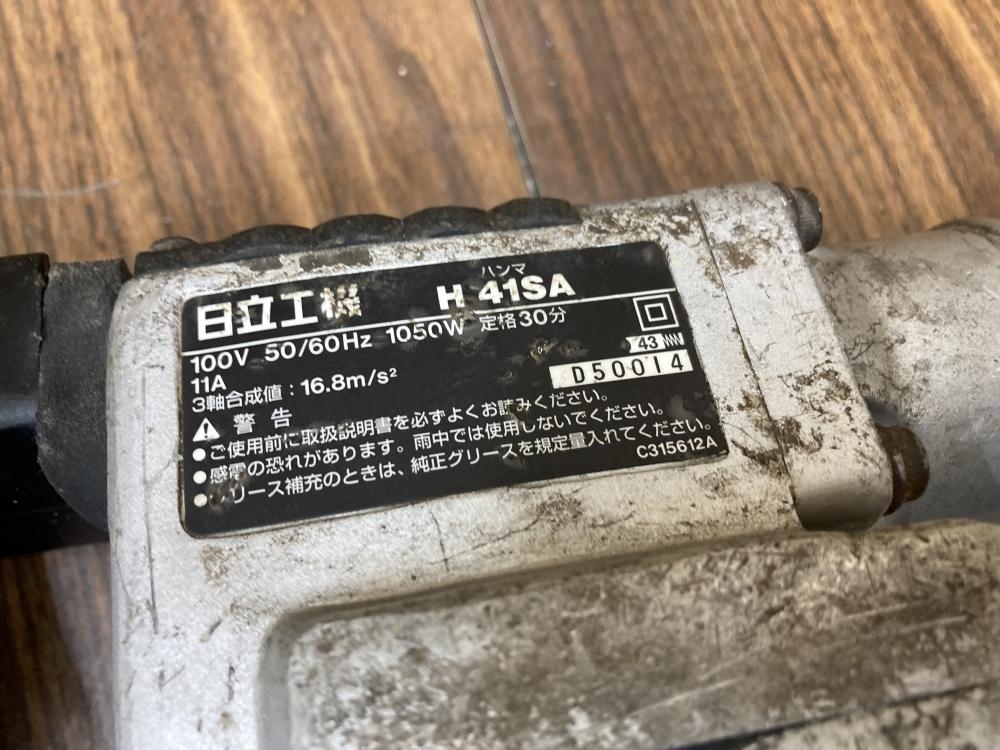 日立工機 ハンマ H 41SA
100V 50/60Hz 1050W 定格30分
11A
43
3軸合成値：16.8m/s²
D50014
警告
●ご使用前に取扱説明書を必ずよくお読みください。
●感電の恐れがあります。雨中では使用しないでください。
●グリース補充のときは、純正グリースを規定量入れてください。
C315612A